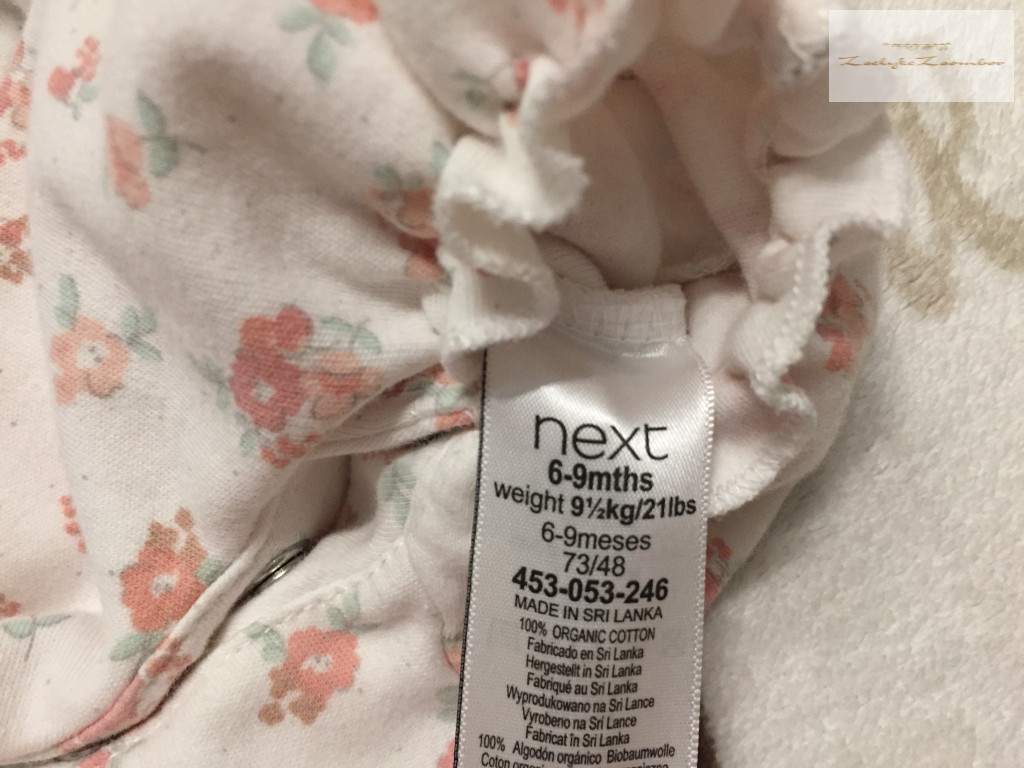 next
6-9mths
weight 9½kg/21lbs
6-9meses
73/48
453-053-246
MADE IN SRI LANKA
100% ORGANIC COTTON
Fabricado en Sri Lanka
Hergestellt in Sri Lanka
Fabriqué au Sri Lanka
Wyprodukowano na Sri Lance
Vyrobeno na Sri Lance
Fabricat în Sri Lanka
100% Algodón orgánico Biobaumwolle
Coton